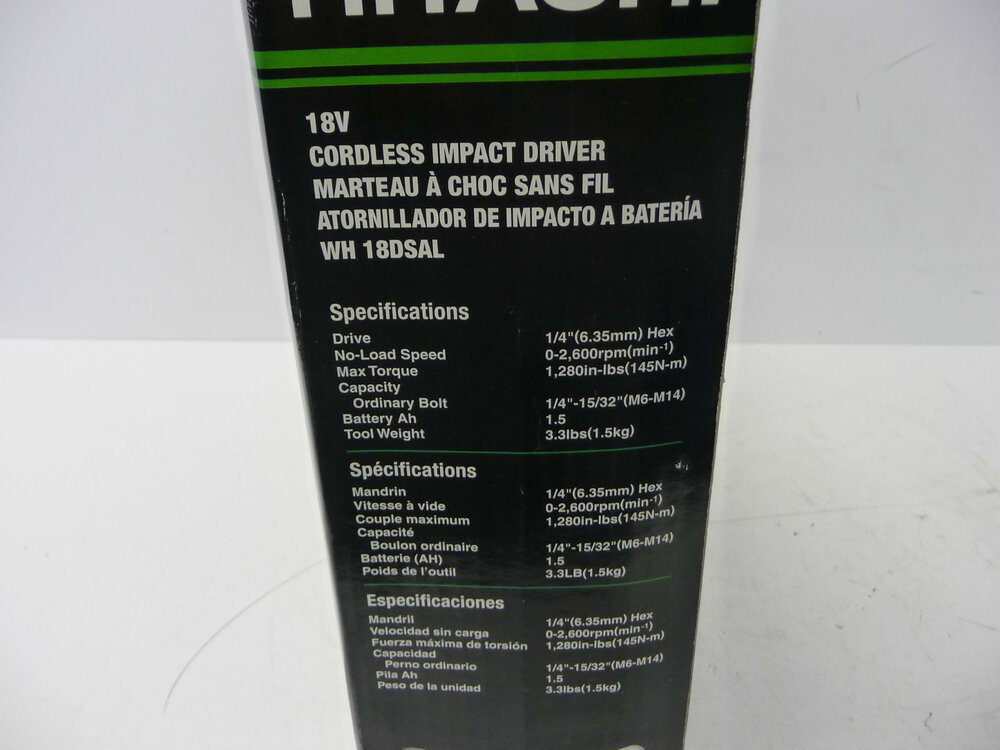 HITACHI
18V
CORDLESS IMPACT DRIVER
MARTEAU À CHOC SANS FIL
ATORNILLADOR DE IMPACTO A BATERÍA
WH 18DSAL
Specifications
Drive 1/4"(6.35mm) Hex
No-Load Speed 0-2,600rpm(min-1)
Max Torque 1,280in-lbs(145N-m)
Capacity
Ordinary Bolt 1/4"-15/32"(M6-M14)
Battery Ah 1.5
Tool Weight 3.3lbs(1.5kg)
Spécifications
Mandrin 1/4"(6.35mm) Hex
Vitesse à vide 0-2,600rpm(min-1)
Couple maximum 1,280in-lbs(145N-m)
Capacité
Boulon ordinaire 1/4"-15/32"(M6-M14)
Batterie (AH) 1.5
Poids de l'outil 3.3LB(1.5kg)
Especificaciones
Mandril 1/4"(6.35mm) Hex
Velocidad sin carga 0-2,600rpm(min-1)
Fuerza máxima de torsión 1,280in-lbs(145N-m)
Capacidad
Perno ordinario 1/4"-15/32"(M6-M14)
Pila Ah 1.5
Peso de la unidad 3.3lbs(1.5kg)